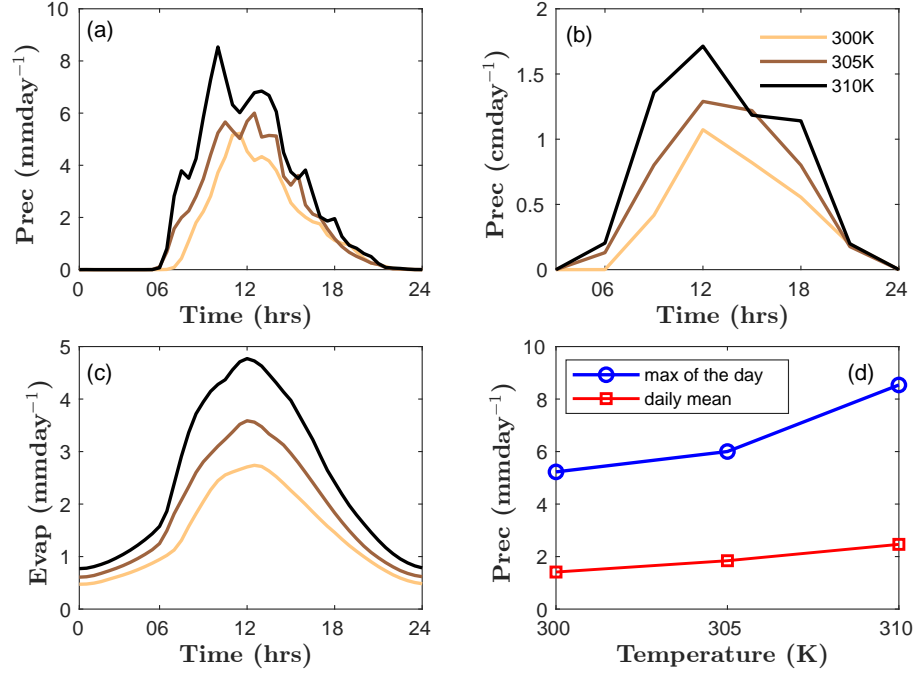 (a)
Prec (mmday⁻¹)
10
8
6
4
2
0
0 06 12 18 24
Time (hrs)
(b)
300K
305K
310K
Prec (cmday⁻¹)
2
1.5
1
0.5
0
06 12 18 24
Time (hrs)
(c)
Evap (mmday⁻¹)
5
4
3
2
1
0
0 06 12 18 24
Time (hrs)
(d)
max of the day
daily mean
Prec (mmday⁻¹)
10
8
6
4
2
0
300 305 310
Temperature (K)